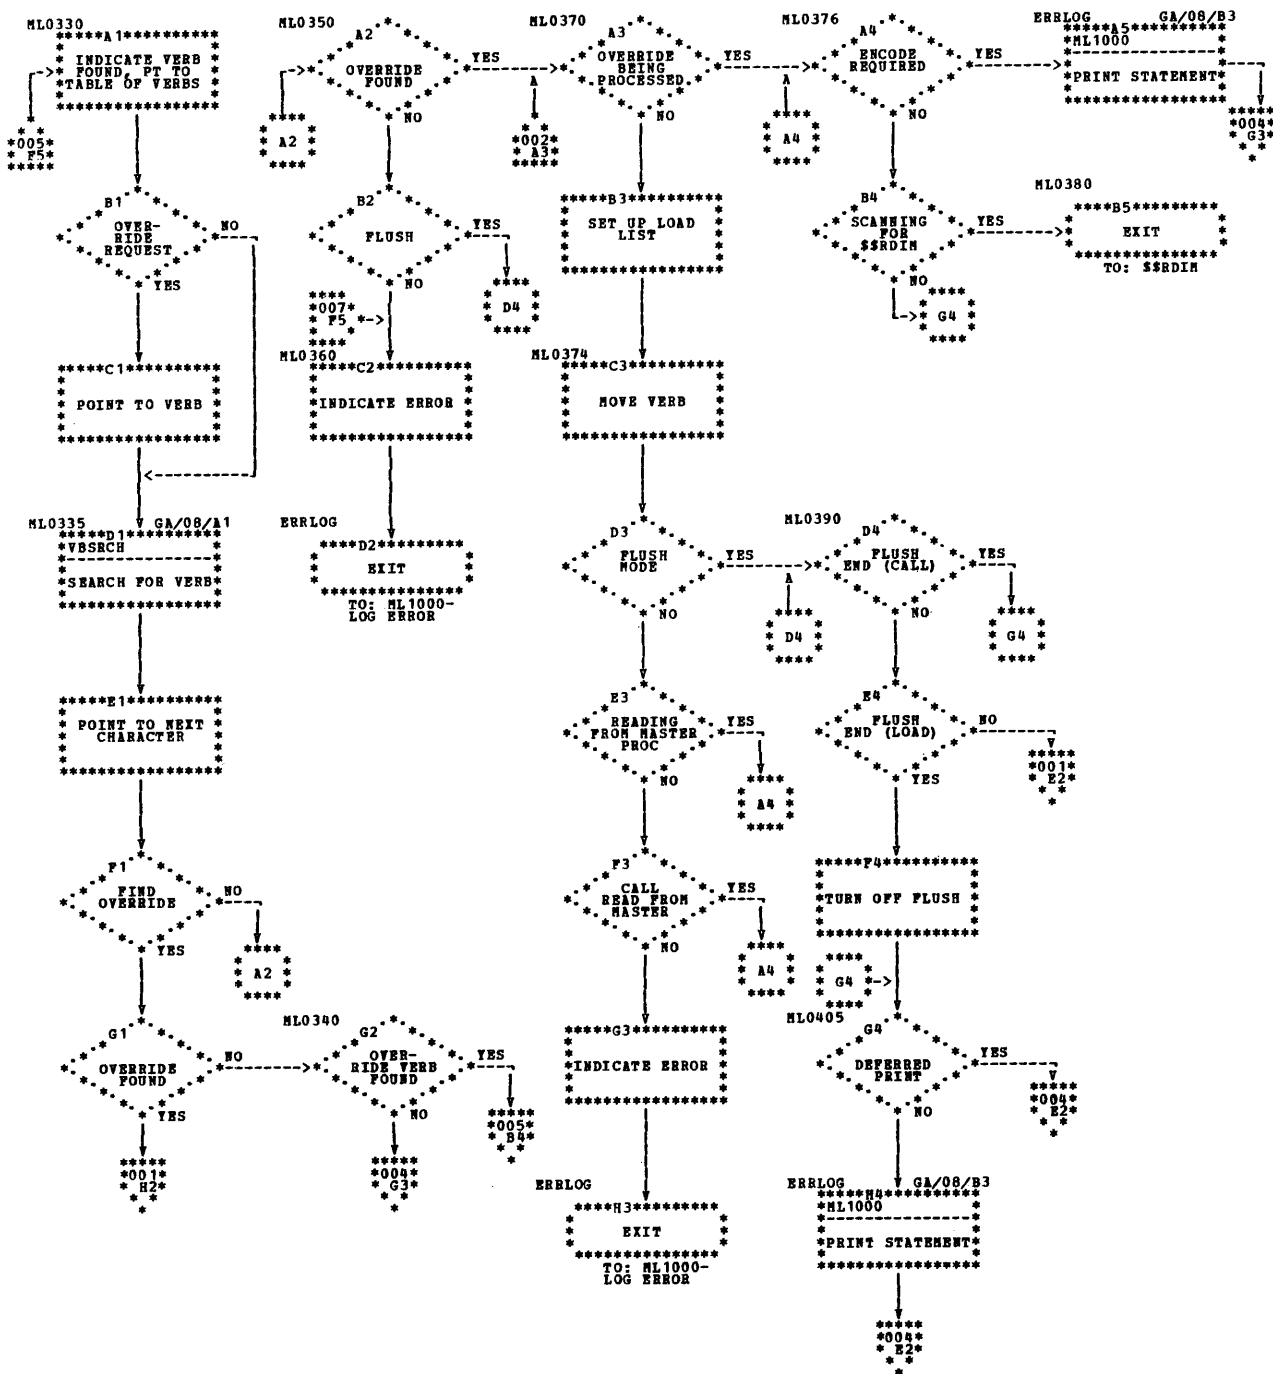 ML0330
A1
INDICATE VERB
FOUND, PT TO
TABLE OF VERBS
005
F5
B1
OVER-
RIDE
REQUEST
NO
YES
C1
POINT TO VERB
ML0335 GA/08/A1
D1
VBSRCH
SEARCH FOR VERB
E1
POINT TO NEXT
CHARACTER
F1
FIND
OVERRIDE
NO
YES
A2
G1
OVERRIDE
FOUND
NO
YES
001
H2
ML0350
A2
OVERRIDE
FOUND
YES
NO
A2
B2
FLUSH
YES
NO
D4
007
F5
ML0360
C2
INDICATE ERROR
ERRLOG
D2
EXIT
TO: ML1000-
LOG ERROR
ML0340
G2
OVER-
RIDE VERB
FOUND
YES
NO
005
B4
004
G3
ML0370
A3
OVERRIDE
BEING
PROCESSED
YES
NO
A
002
A3
B3
SET UP LOAD
LIST
ML0374
C3
MOVE VERB
D3
FLUSH
MODE
YES
NO
A
D4
E3
READING
FROM MASTER
PROC
YES
NO
A4
F3
CALL
READ FROM
MASTER
YES
NO
A4
G3
INDICATE ERROR
ERRLOG
H3
EXIT
TO: ML1000-
LOG ERROR
ML0376
A4
ENCODE
REQUIRED
YES
NO
A
A4
B4
SCANNING
FOR
$$RDIM
YES
NO
G4
ML0390
D4
FLUSH
END (CALL)
YES
NO
G4
E4
FLUSH
END (LOAD)
NO
YES
001
E2
F4
TURN OFF FLUSH
G4
ML0405
G4
DEFERRED
PRINT
YES
NO
004
E2
ERRLOG GA/08/B3
H4
ML1000
PRINT STATEMENT
004
E2
ERRLOG GA/08/B3
A5
ML1000
PRINT STATEMENT
004
G3
ML0380
B5
EXIT
TO: $$RDIM